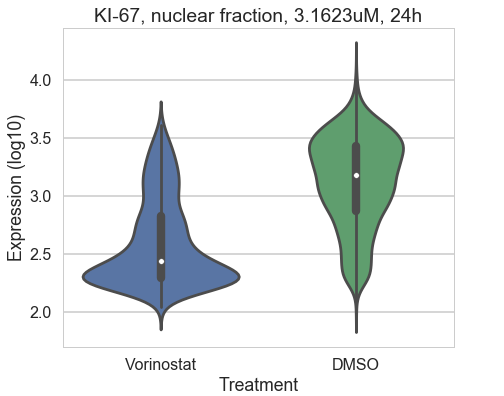 KI-67, nuclear fraction, 3.1623uM, 24h
Expression (log10)
4.0
3.5
3.0
2.5
2.0
Vorinostat
DMSO
Treatment